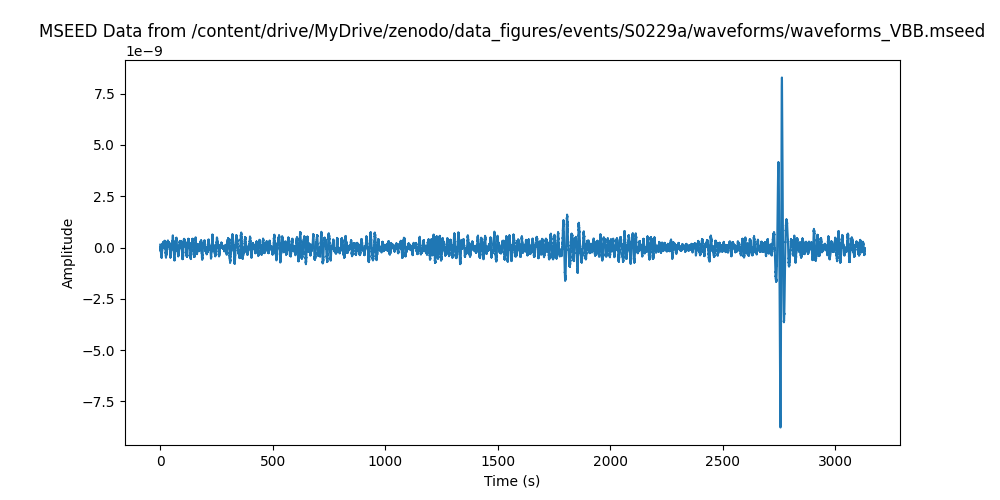 MSEED Data from /content/drive/MyDrive/zenodo/data_figures/events/S0229a/waveforms/waveforms_VBB.mseed
1e−9
7.5
5.0
2.5
0.0
−2.5
−5.0
−7.5
Amplitude
0 500 1000 1500 2000 2500 3000
Time (s)